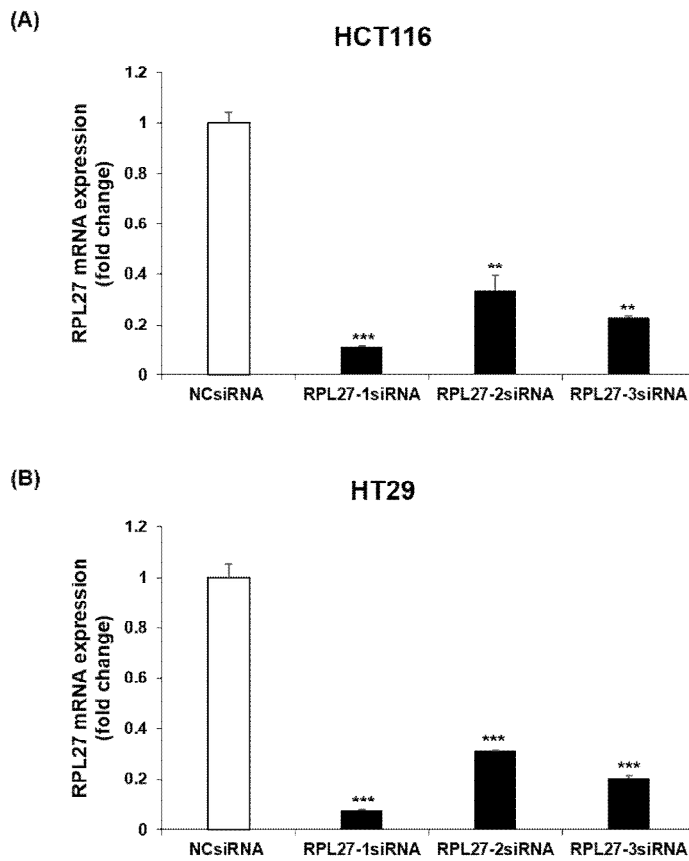 (A)
HCT116
RPL27 mRNA expression
(fold change)
1.2
1
0.8
0.6
0.4
0.2
0
***
**
**
NCsiRNA RPL27-1siRNA RPL27-2siRNA RPL27-3siRNA
(B)
HT29
RPL27 mRNA expression
(fold change)
1.2
1
0.8
0.6
0.4
0.2
0
***
***
***
NCsiRNA RPL27-1siRNA RPL27-2siRNA RPL27-3siRNA